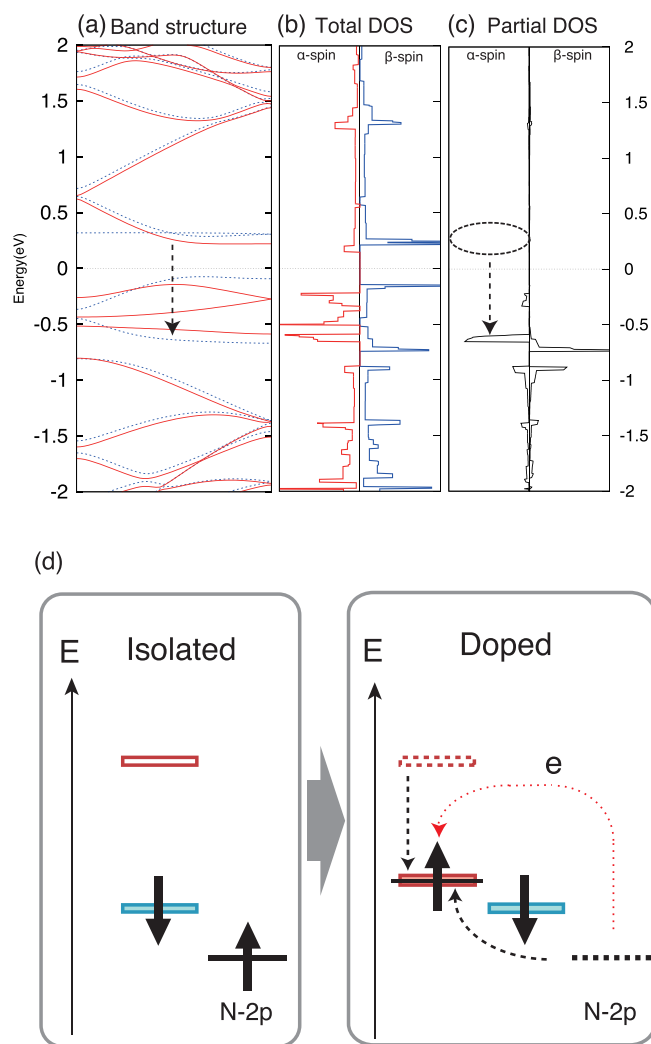 (a) Band structure
(b) Total DOS
(c) Partial DOS
α-spin
β-spin
α-spin
β-spin
Energy(eV)
2
1.5
1
0.5
0
-0.5
-1
-1.5
-2
2
1.5
1
0.5
0
-0.5
-1
-1.5
-2
(d)
E
Isolated
N-2p
E
Doped
e
N-2p